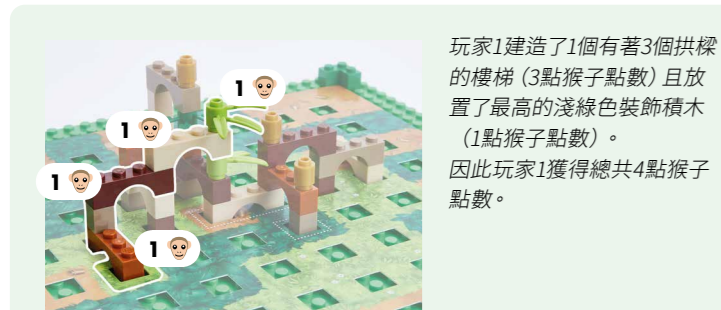 玩家1建造了1個有著3個拱樑
的樓梯（3點猴子點數）且放
置了最高的淺綠色裝飾積木
（1點猴子點數）。
因此玩家1獲得總共4點猴子
點數。
1
1
1
1